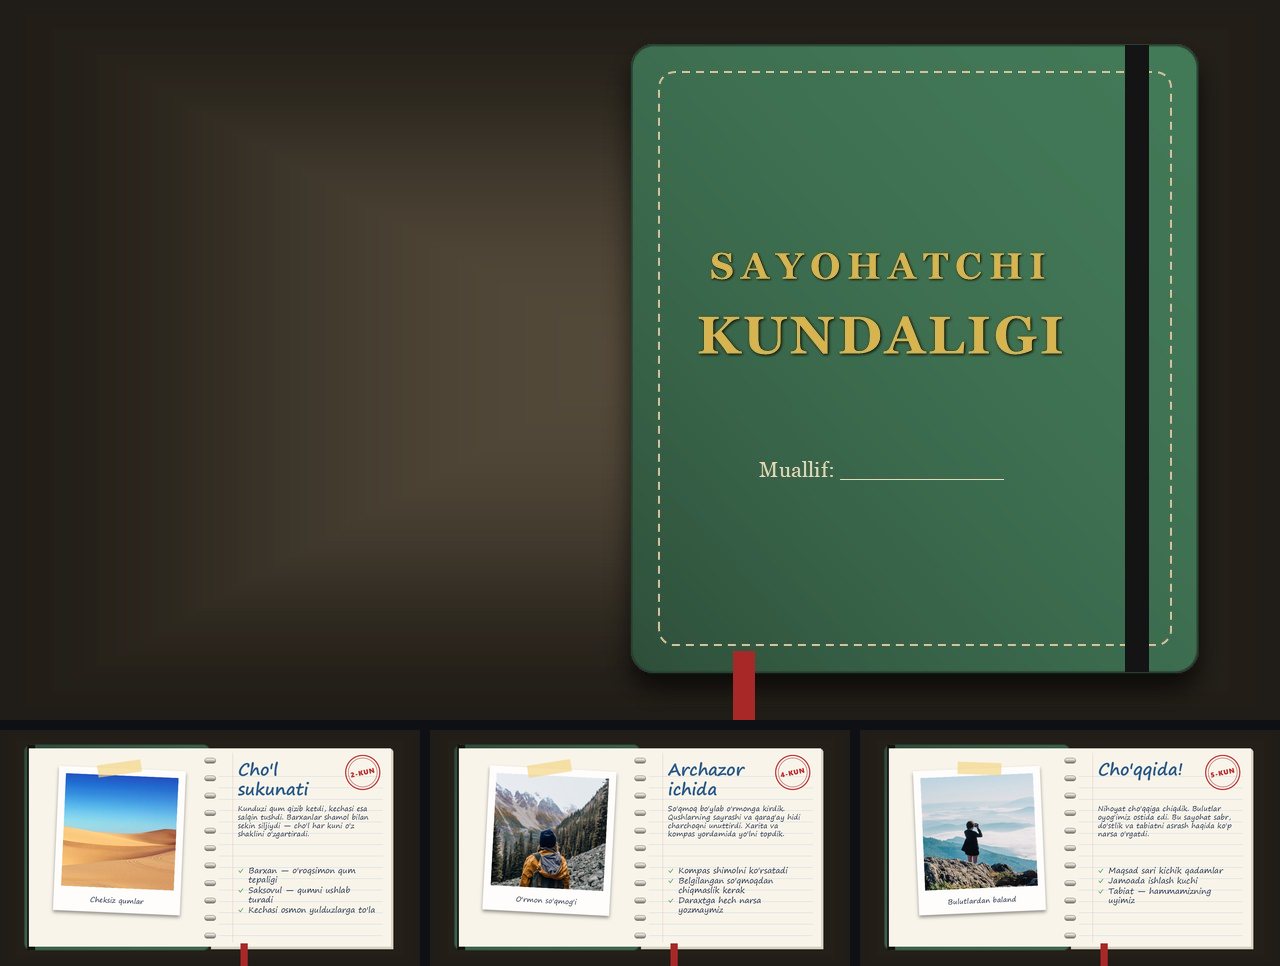 SAYOHATCHI
KUNDALIGI
Muallif: _______________
Cho'l
sukunati
2-KUN
Kunduzi qum qizib ketdi, kechasi esa
salqin tushdi. Barxanlar shamol bilan
sekin siljiydi — cho'l har kuni o'z
shaklini o'zgartiradi.
✓ Barxan — o'roqsimon qum
tepaligi
✓ Saksovul — qumni ushlab
turadi
✓ Kechasi osmon yulduzlarga to'la
Cheksiz qumlar
Archazor
ichida
4-KUN
So'qmoq bo'ylab o'rmonga kirdik.
Qushlarning sayrashi va qarag'ay hidi
charchoqni unuttirdi. Xarita va
kompas yordamida yo'lni topdik.
✓ Kompas shimolni ko'rsatadi
✓ Belgilangan so'qmoqdan
chiqmaslik kerak
✓ Daraxtga hech narsa
yozmaymiz
O'rmon so'qmog'i
Cho'qqida!
5-KUN
Nihoyat cho'qqiga chiqdik. Bulutlar
oyog'imiz ostida edi. Bu sayohat sabr,
do'stlik va tabiatni asrash haqida ko'p
narsa o'rgatdi.
✓ Maqsad sari kichik qadamlar
✓ Jamoada ishlash kuchi
✓ Tabiat — hammamizning
uyimiz
Bulutlardan baland